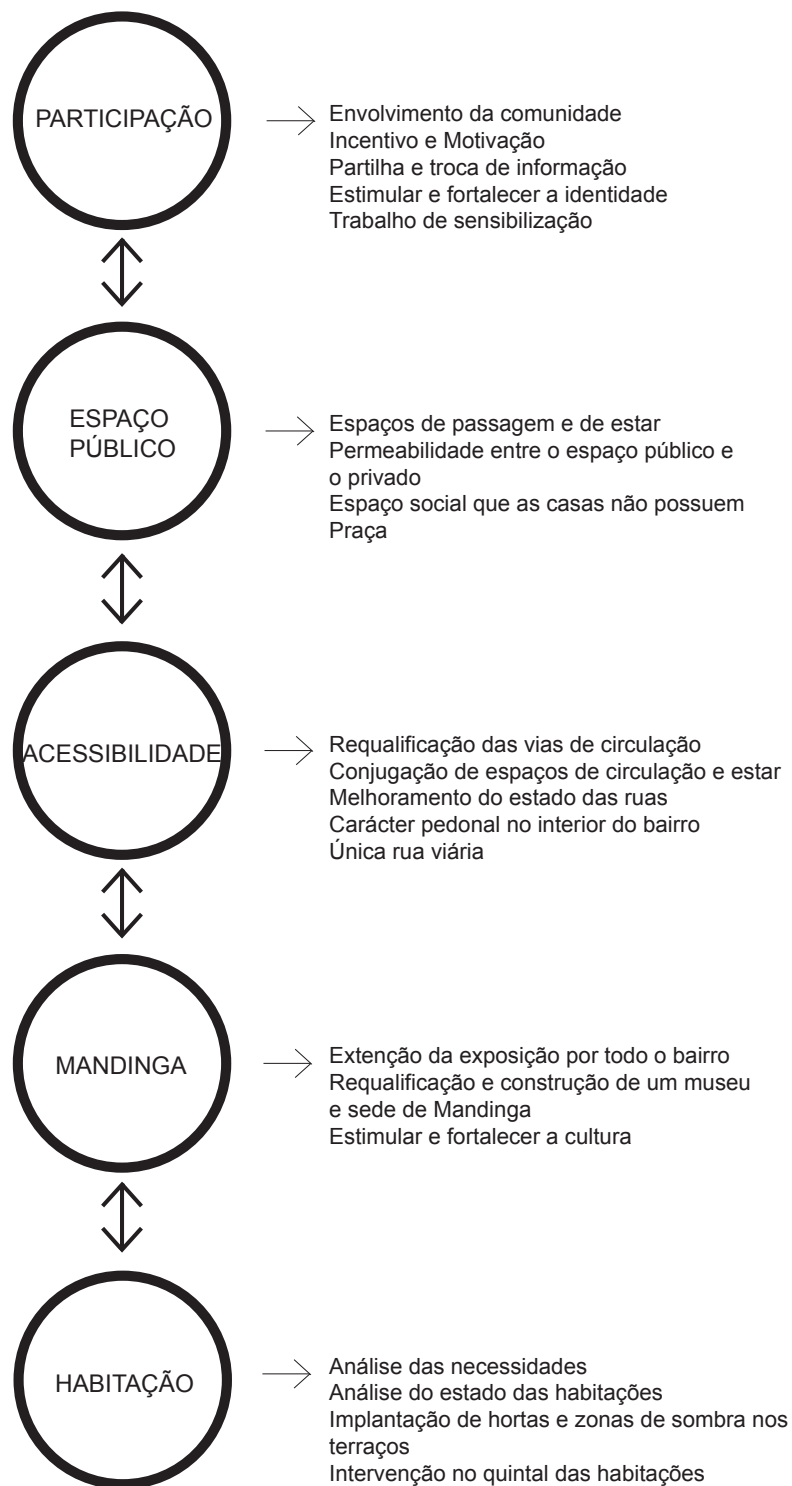 PARTICIPAÇÃO
Envolvimento da comunidade
Incentivo e Motivação
Partilha e troca de informação
Estimular e fortalecer a identidade
Trabalho de sensibilização
ESPAÇO
PÚBLICO
Espaços de passagem e de estar
Permeabilidade entre o espaço público e
o privado
Espaço social que as casas não possuem
Praça
ACESSIBILIDADE
Requalificação das vias de circulação
Conjugação de espaços de circulação e estar
Melhoramento do estado das ruas
Carácter pedonal no interior do bairro
Única rua viária
MANDINGA
Extenção da exposição por todo o bairro
Requalificação e construção de um museu
e sede de Mandinga
Estimular e fortalecer a cultura
HABITAÇÃO
Análise das necessidades
Análise do estado das habitações
Implantação de hortas e zonas de sombra nos
terraços
Intervenção no quintal das habitações